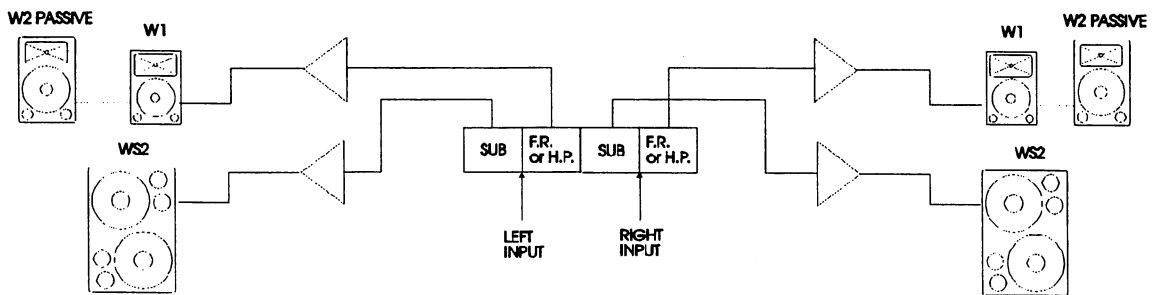 W2 PASSIVE
W1
W1
W2 PASSIVE
SUB
F.R.
or H.P.
SUB
F.R.
or H.P.
WS2
WS2
LEFT
INPUT
RIGHT
INPUT